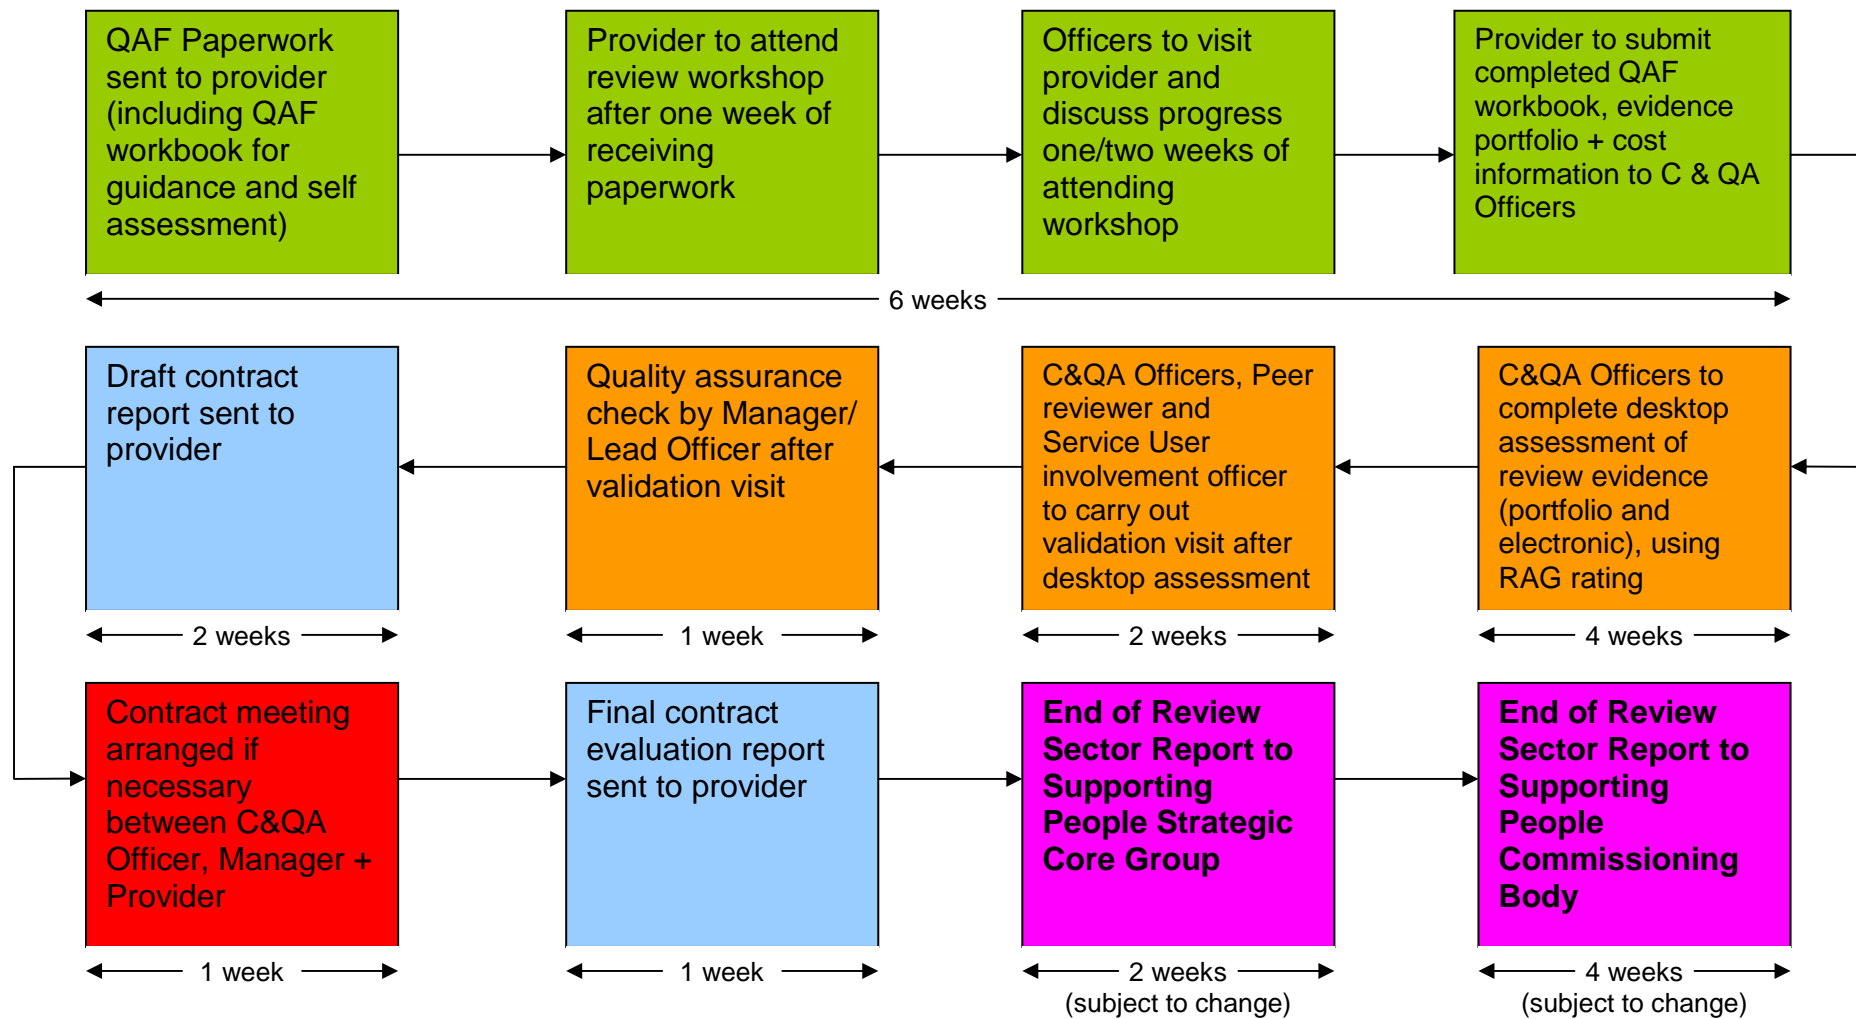 QAF Paperwork
sent to provider
(including QAF
workbook for
guidance and self
assessment)
Provider to attend
review workshop
after one week of
receiving
paperwork
Officers to visit
provider and
discuss progress
one/two weeks of
attending
workshop
Provider to submit
completed QAF
workbook, evidence
portfolio + cost
information to C & QA
Officers
6 weeks
Draft contract
report sent to
provider
Quality assurance
check by Manager/
Lead Officer after
validation visit
C&QA Officers, Peer
reviewer and
Service User
involvement officer
to carry out
validation visit after
desktop assessment
C&QA Officers to
complete desktop
assessment of
review evidence
(portfolio and
electronic), using
RAG rating
2 weeks
1 week
2 weeks
4 weeks
Contract meeting
arranged if
necessary
between C&QA
Officer, Manager +
Provider
Final contract
evaluation report
sent to provider
End of Review
Sector Report to
Supporting
People Strategic
Core Group
End of Review
Sector Report to
Supporting
People
Commissioning
Body
1 week
1 week
2 weeks
(subject to change)
4 weeks
(subject to change)